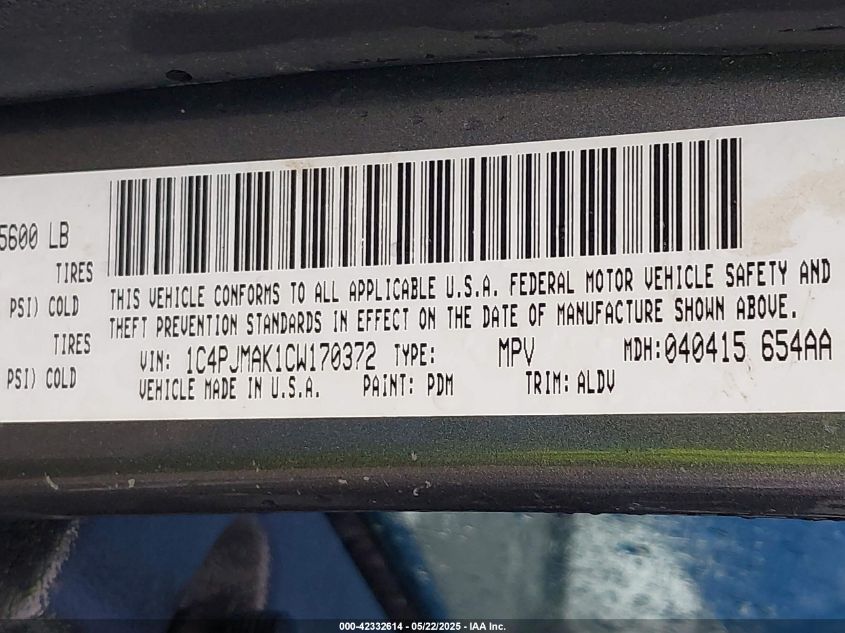 5600 LB
TIRES
PSI) COLD
TIRES
PSI) COLD
THIS VEHICLE CONFORMS TO ALL APPLICABLE U.S.A. FEDERAL MOTOR VEHICLE SAFETY AND
THEFT PREVENTION STANDARDS IN EFFECT ON THE DATE OF MANUFACTURE SHOWN ABOVE.
VIN: 1C4PJMAK1CW170372 TYPE: MPV MDH:040415 654AA
VEHICLE MADE IN U.S.A. PAINT: PDM TRIM: ALDV
000-42332614 - 05/22/2025 - IAA Inc.